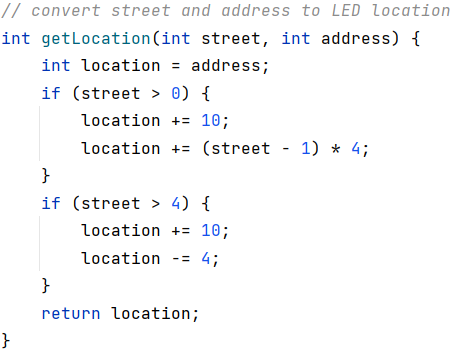 // convert street and address to LED location
int getLocation(int street, int address) {
    int location = address;
    if (street > 0) {
        location += 10;
        location += (street - 1) * 4;
    }
    if (street > 4) {
        location += 10;
        location -= 4;
    }
    return location;
}